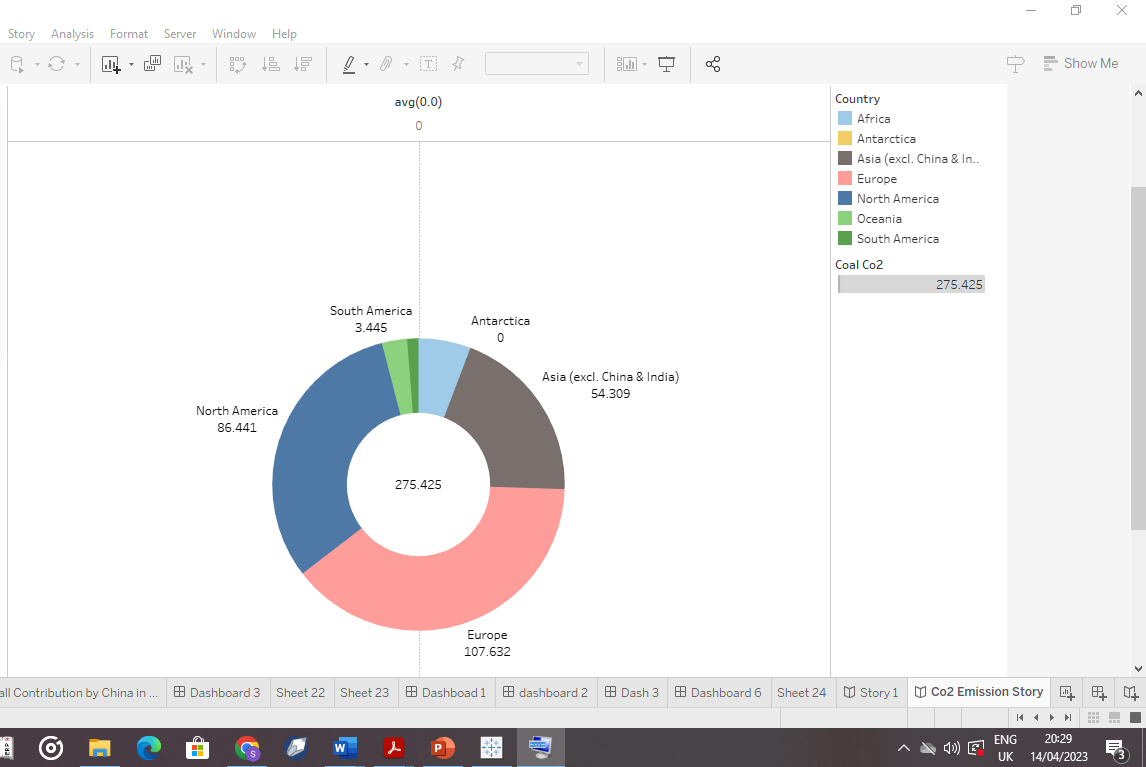 Story Analysis Format Server Window Help
Show Me
avg(0.0)
0
Country
Africa
Antarctica
Asia (excl. China & In..
Europe
North America
Oceania
South America
Coal Co2
275.425
South America
3.445
Antarctica
0
Asia (excl. China & India)
54.309
North America
86.441
275.425
Europe
107.632
all Contribution by China in ... Dashboard 3 Sheet 22 Sheet 23 Dashboad 1 dashboard 2 Dash 3 Dashboard 6 Sheet 24 Story 1 Co2 Emission Story
ENG 20:29
UK 14/04/2023 3